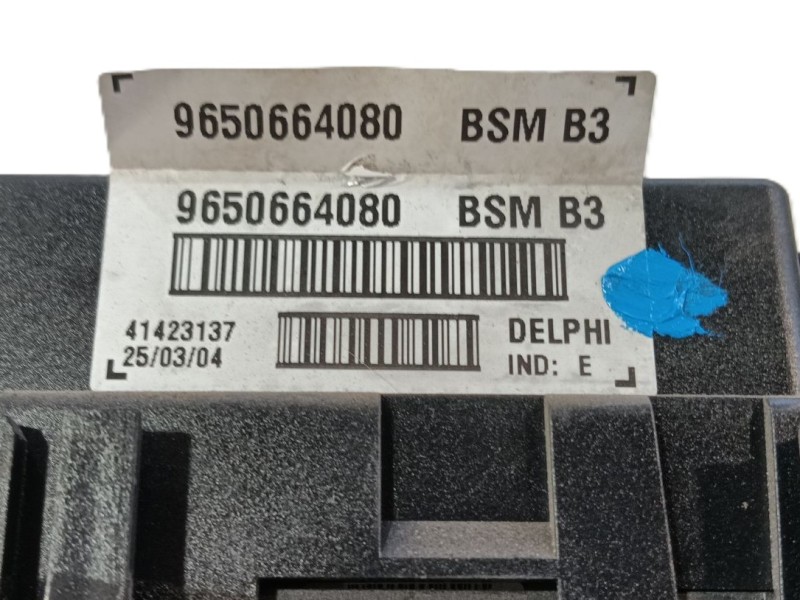 9650664080 BSM B3
9650664080 BSM B3
41423137 DELPHI
25/03/04 IND: E